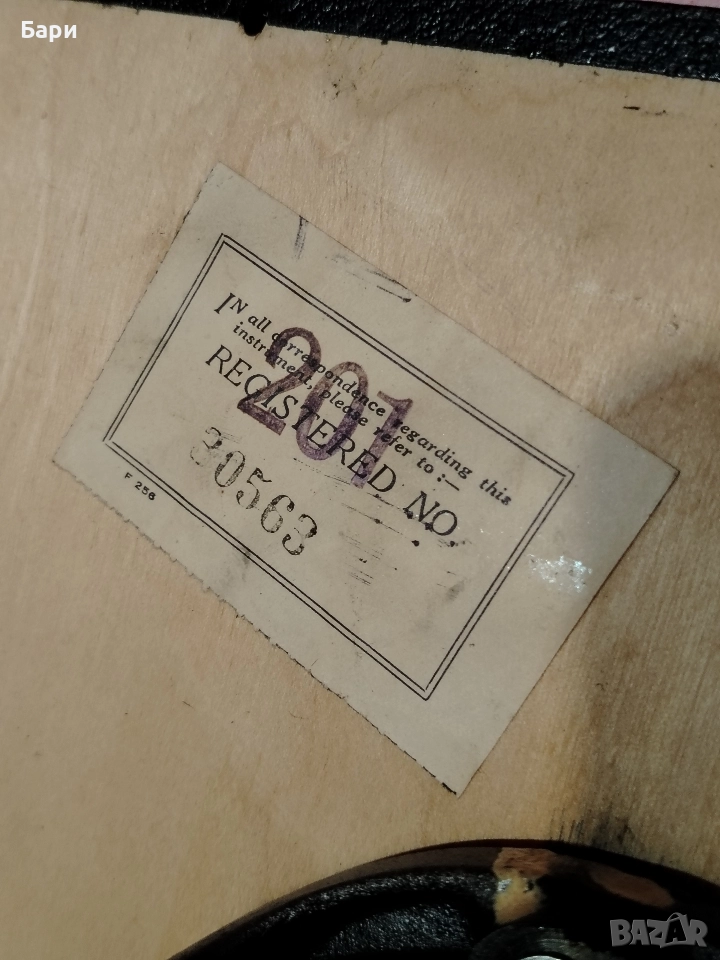 Бари
IN all correspondence regarding this
instrument, please refer to :—
REGISTERED NO.
201
30563
F 256
BAZAR